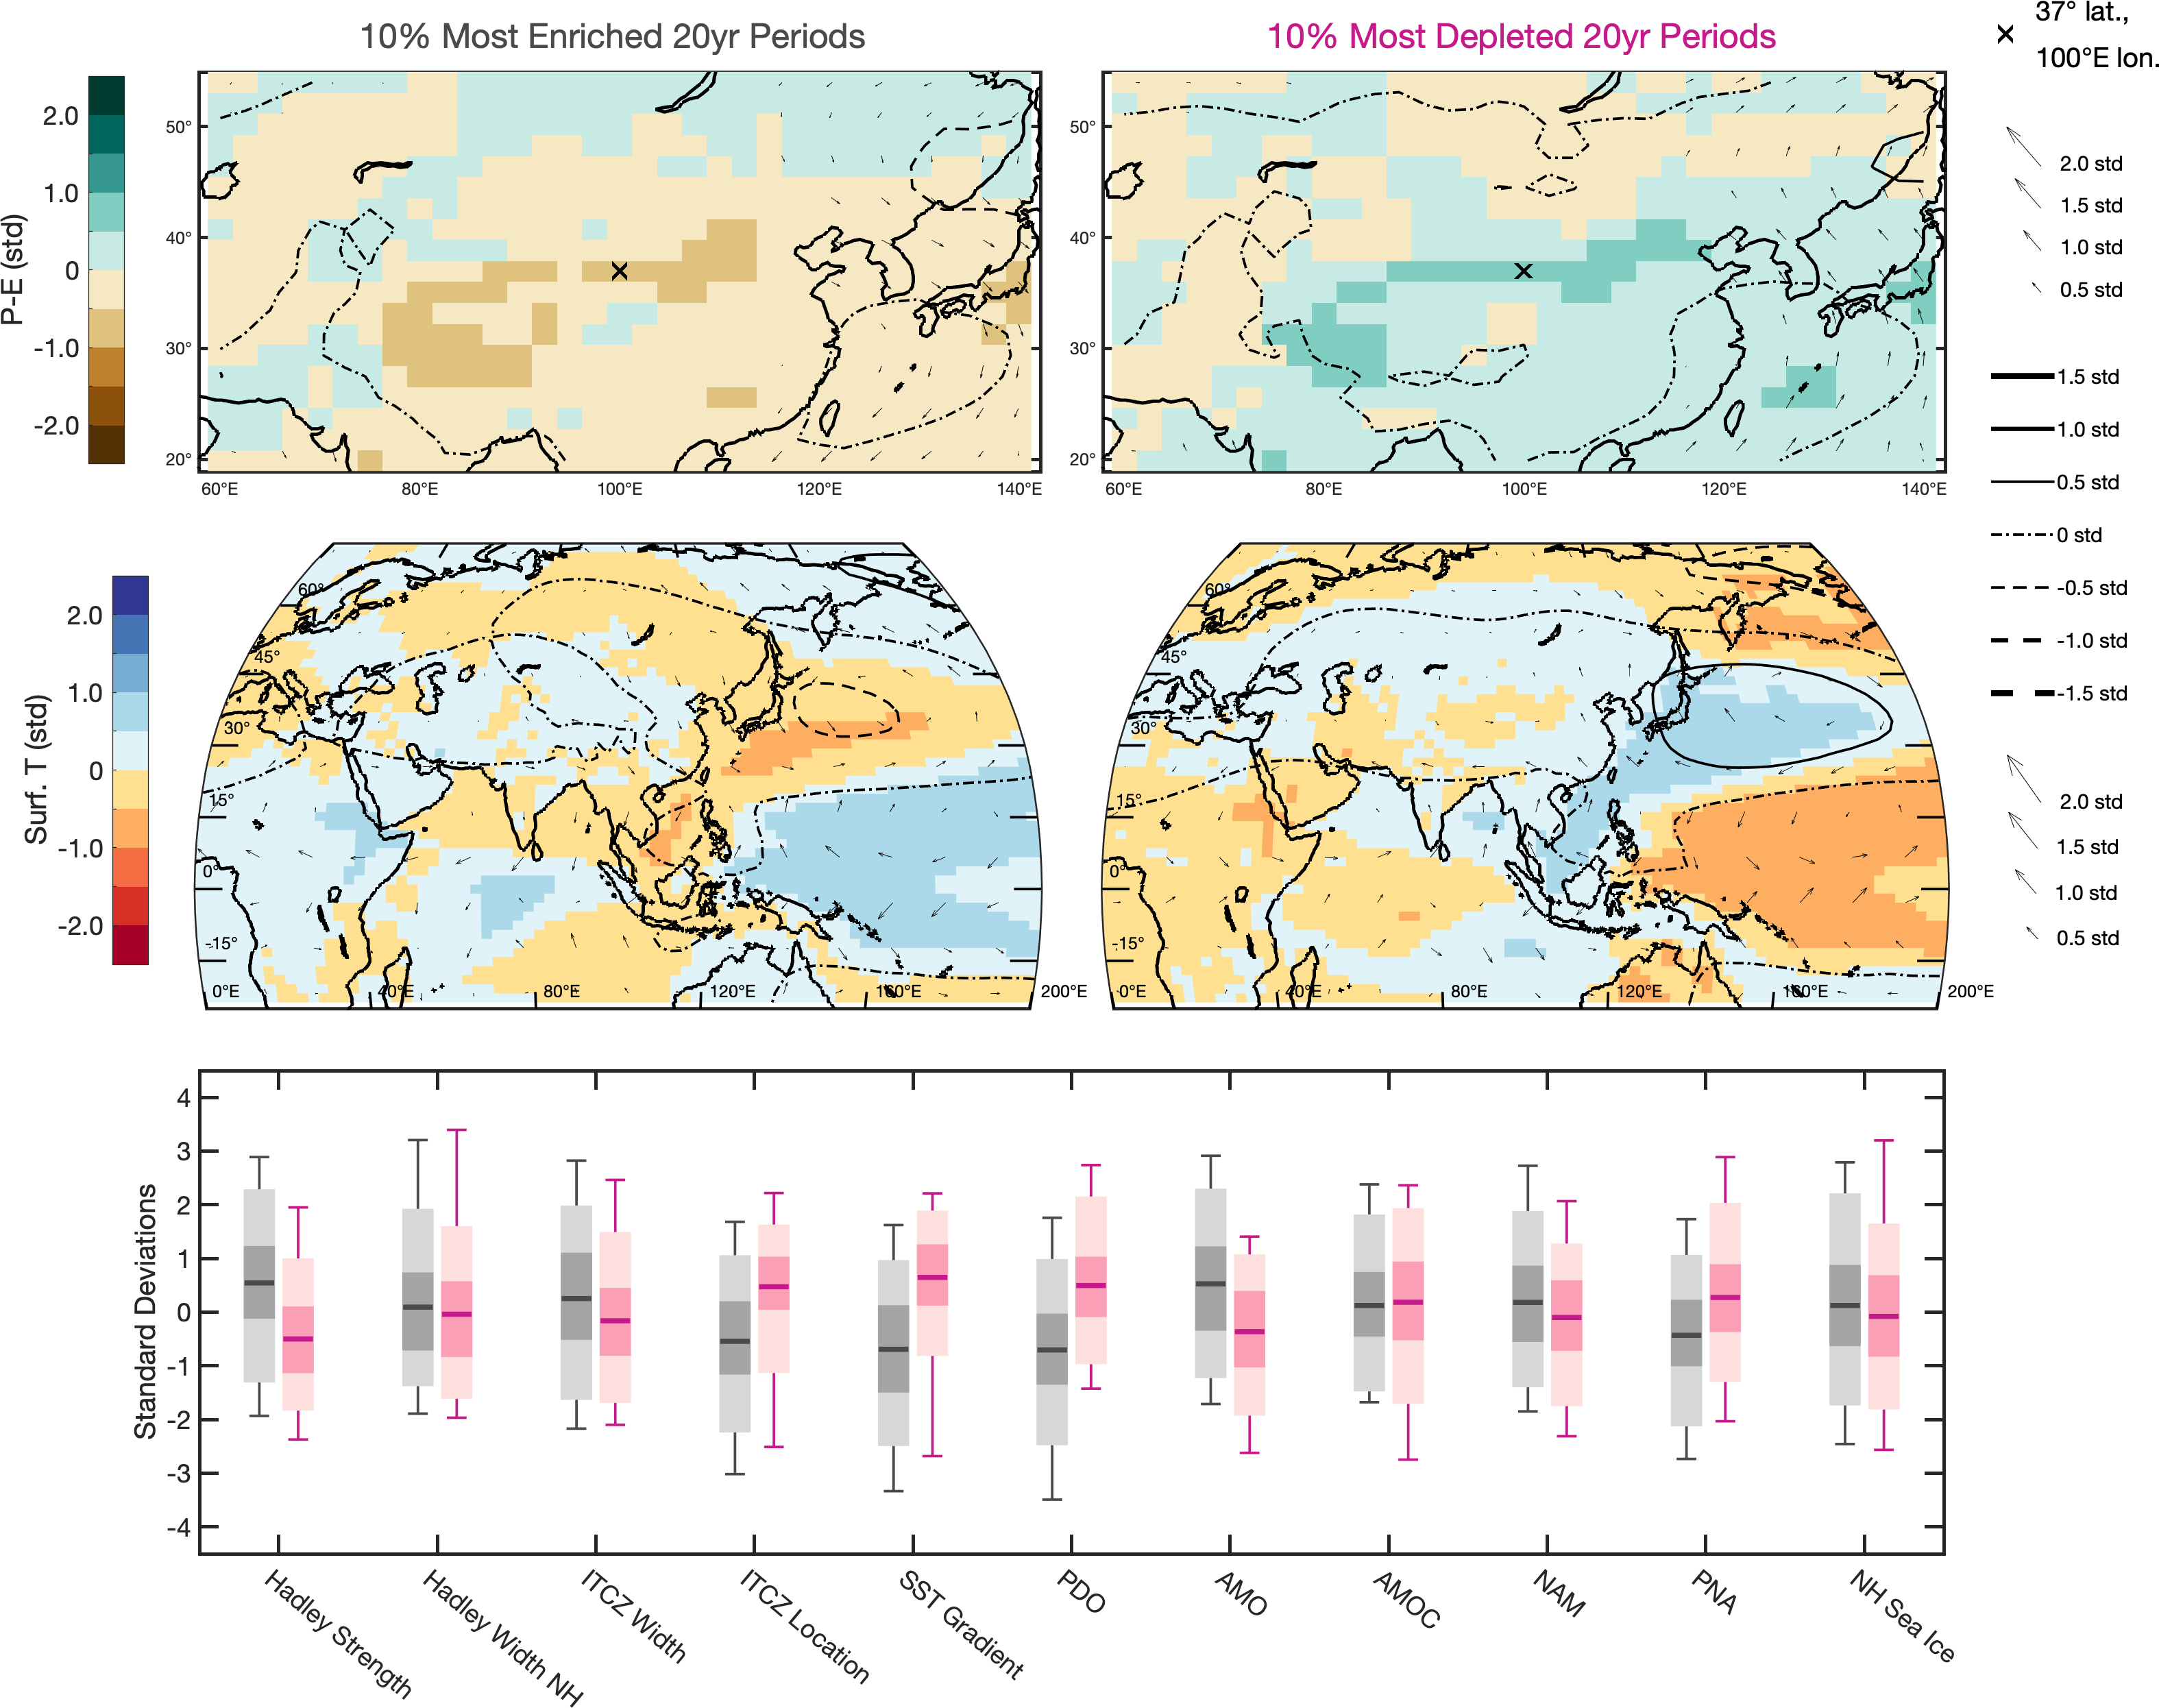 10% Most Enriched 20yr Periods
10% Most Depleted 20yr Periods
37° lat.,
100°E lon.
P-E (std)
2.0
1.0
0
-1.0
-2.0
50°
40°
30°
20°
60°E 80°E 100°E 120°E 140°E
50°
40°
30°
20°
60°E 80°E 100°E 120°E 140°E
2.0 std
1.5 std
1.0 std
0.5 std
1.5 std
1.0 std
0.5 std
0 std
-0.5 std
-1.0 std
-1.5 std
Surf. T (std)
2.0
1.0
0
-1.0
-2.0
60°
45°
30°
15°
0°
-15°
0°E 40°E 80°E 120°E 160°E 200°E
60°
45°
30°
15°
0°
-15°
0°E 40°E 80°E 120°E 160°E 200°E
2.0 std
1.5 std
1.0 std
0.5 std
Standard Deviations
4
3
2
1
0
-1
-2
-3
-4
Hadley Strength
Hadley Width NH
ITCZ Width
ITCZ Location
SST Gradient
PDO
AMO
AMOC
NAM
PNA
NH Sea Ice